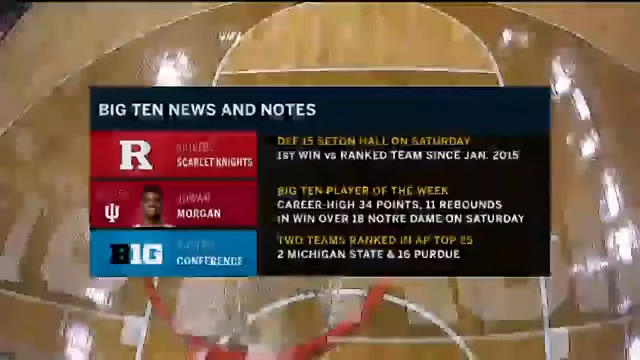 BIG TEN NEWS AND NOTES
R
RUTGERS
SCARLET KNIGHTS
DEF 15 SETON HALL ON SATURDAY
1ST WIN vs RANKED TEAM SINCE JAN. 2015
JUWAN
MORGAN
BIG TEN PLAYER OF THE WEEK
CAREER-HIGH 34 POINTS, 11 REBOUNDS
IN WIN OVER 18 NOTRE DAME ON SATURDAY
B1G
CONFERENCE
TWO TEAMS RANKED IN AP TOP 25
2 MICHIGAN STATE & 16 PURDUE